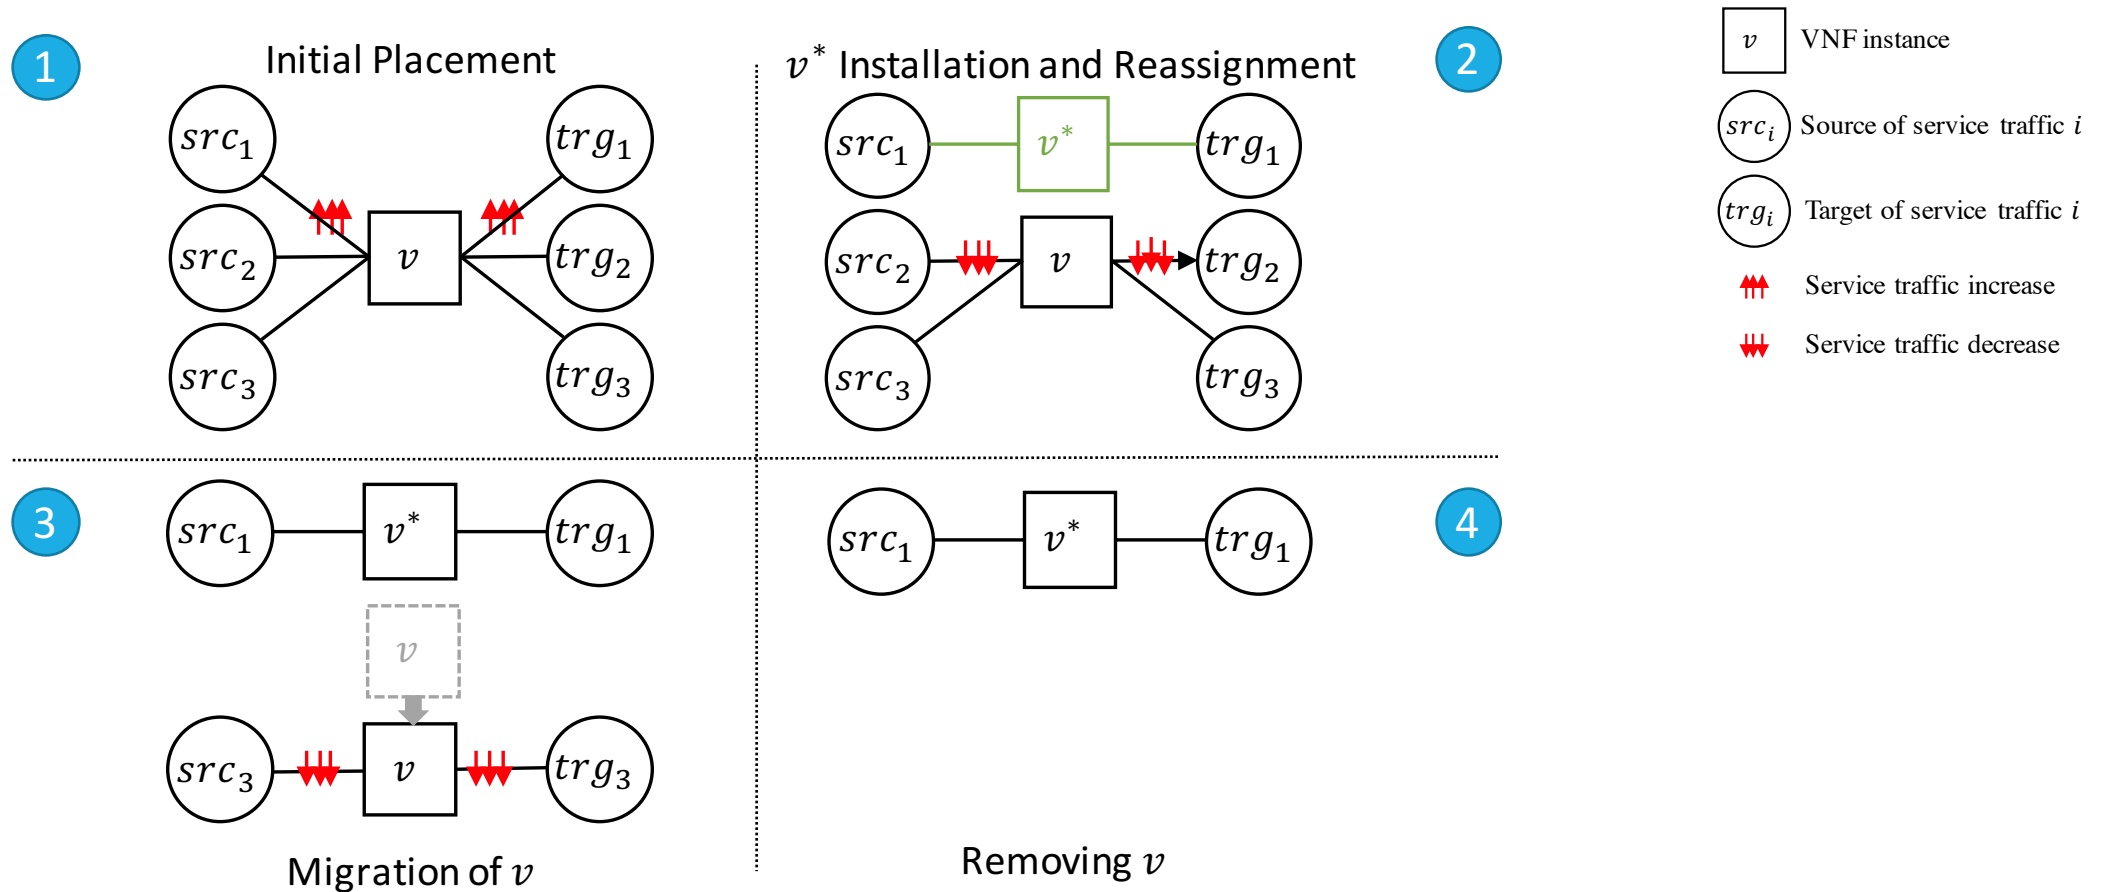 1
Initial Placement
src₁
trg₁
src₂
v
trg₂
src₃
trg₃
2
v* Installation and Reassignment
src₁
v*
trg₁
src₂
v
trg₂
src₃
trg₃
3
src₁
v*
trg₁
v
src₃
v
trg₃
Migration of v
4
src₁
v*
trg₁
Removing v
v
VNF instance
srcᵢ
Source of service traffic i
trgᵢ
Target of service traffic i
Service traffic increase
Service traffic decrease